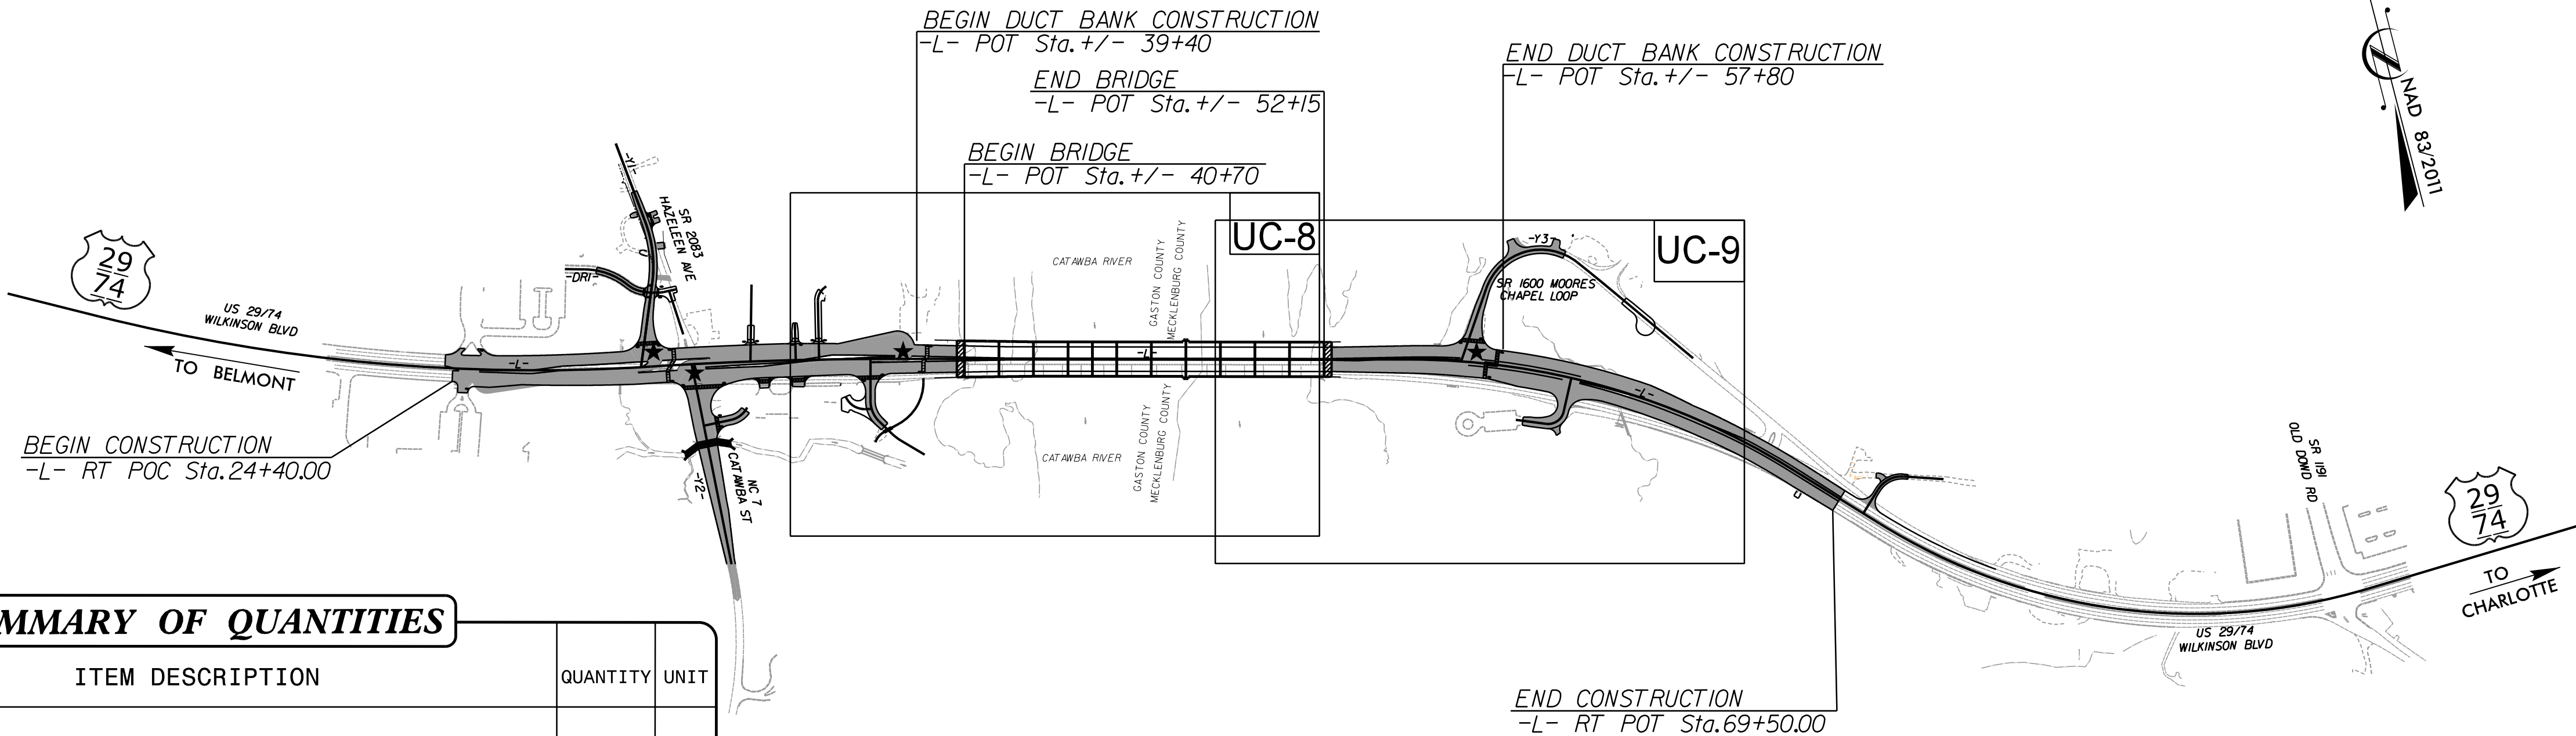 BEGIN DUCT BANK CONSTRUCTION
-L- POT Sta.+/- 39+40
END BRIDGE
-L- POT Sta.+/- 52+15
BEGIN BRIDGE
-L- POT Sta.+/- 40+70
END DUCT BANK CONSTRUCTION
-L- POT Sta.+/- 57+80
NAD 83/2011
29
74
US 29/74
WILKINSON BLVD
TO BELMONT
BEGIN CONSTRUCTION
-L- RT POC Sta.24+40.00
-Y1-
SR 2083
HAZELEEN AVE
-DR1-
-L-
-Y2-
NC 7
CATAWBA ST
UC-8
CATAWBA RIVER
GASTON COUNTY
MECKLENBURG COUNTY
-L-
CATAWBA RIVER
GASTON COUNTY
MECKLENBURG COUNTY
UC-9
-Y3-
SR 1600 MOORES
CHAPEL LOOP
-L-
SR 1191
OLD DOWD RD
29
74
TO
CHARLOTTE
US 29/74
WILKINSON BLVD
END CONSTRUCTION
-L- RT POT Sta.69+50.00
MMARY OF QUANTITIES
ITEM DESCRIPTION
QUANTITY
UNIT